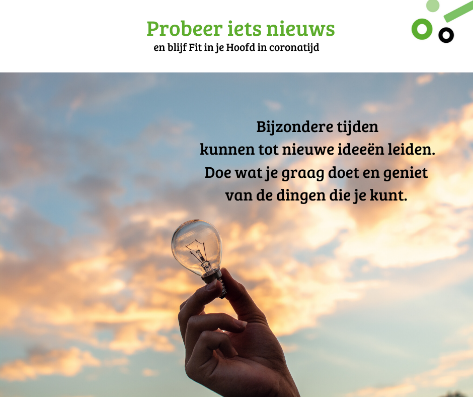 Probeer iets nieuws
en blijf Fit in je Hoofd in coronatijd
Bijzondere tijden
kunnen tot nieuwe ideeën leiden.
Doe wat je graag doet en geniet
van de dingen die je kunt.